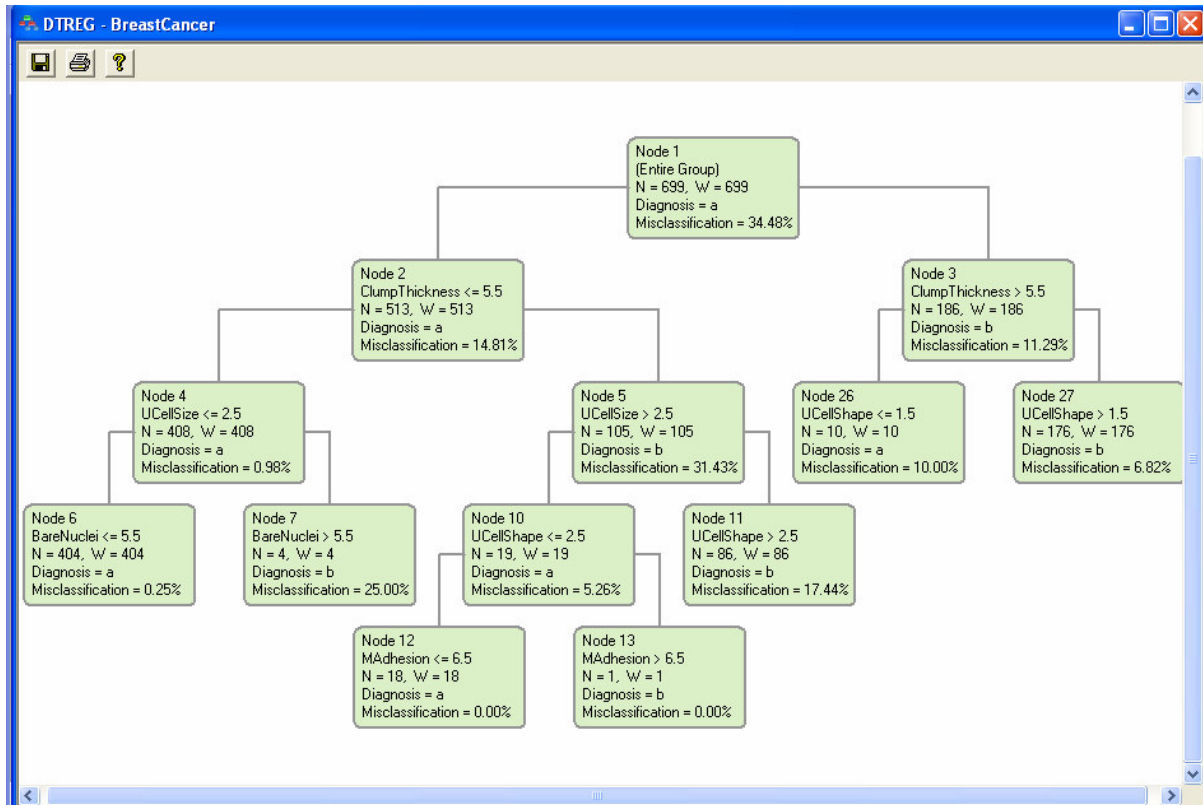 DTREG - BreastCancer
Node 1
(Entire Group)
N = 699, W = 699
Diagnosis = a
Misclassification = 34.48%
Node 2
ClumpThickness <= 5.5
N = 513, W = 513
Diagnosis = a
Misclassification = 14.81%
Node 3
ClumpThickness > 5.5
N = 186, W = 186
Diagnosis = b
Misclassification = 11.29%
Node 4
UCellSize <= 2.5
N = 408, W = 408
Diagnosis = a
Misclassification = 0.98%
Node 5
UCellSize > 2.5
N = 105, W = 105
Diagnosis = b
Misclassification = 31.43%
Node 26
UCellShape <= 1.5
N = 10, W = 10
Diagnosis = a
Misclassification = 10.00%
Node 27
UCellShape > 1.5
N = 176, W = 176
Diagnosis = b
Misclassification = 6.82%
Node 6
BareNuclei <= 5.5
N = 404, W = 404
Diagnosis = a
Misclassification = 0.25%
Node 7
BareNuclei > 5.5
N = 4, W = 4
Diagnosis = b
Misclassification = 25.00%
Node 10
UCellShape <= 2.5
N = 19, W = 19
Diagnosis = a
Misclassification = 5.26%
Node 11
UCellShape > 2.5
N = 86, W = 86
Diagnosis = b
Misclassification = 17.44%
Node 12
MAdhesion <= 6.5
N = 18, W = 18
Diagnosis = a
Misclassification = 0.00%
Node 13
MAdhesion > 6.5
N = 1, W = 1
Diagnosis = b
Misclassification = 0.00%